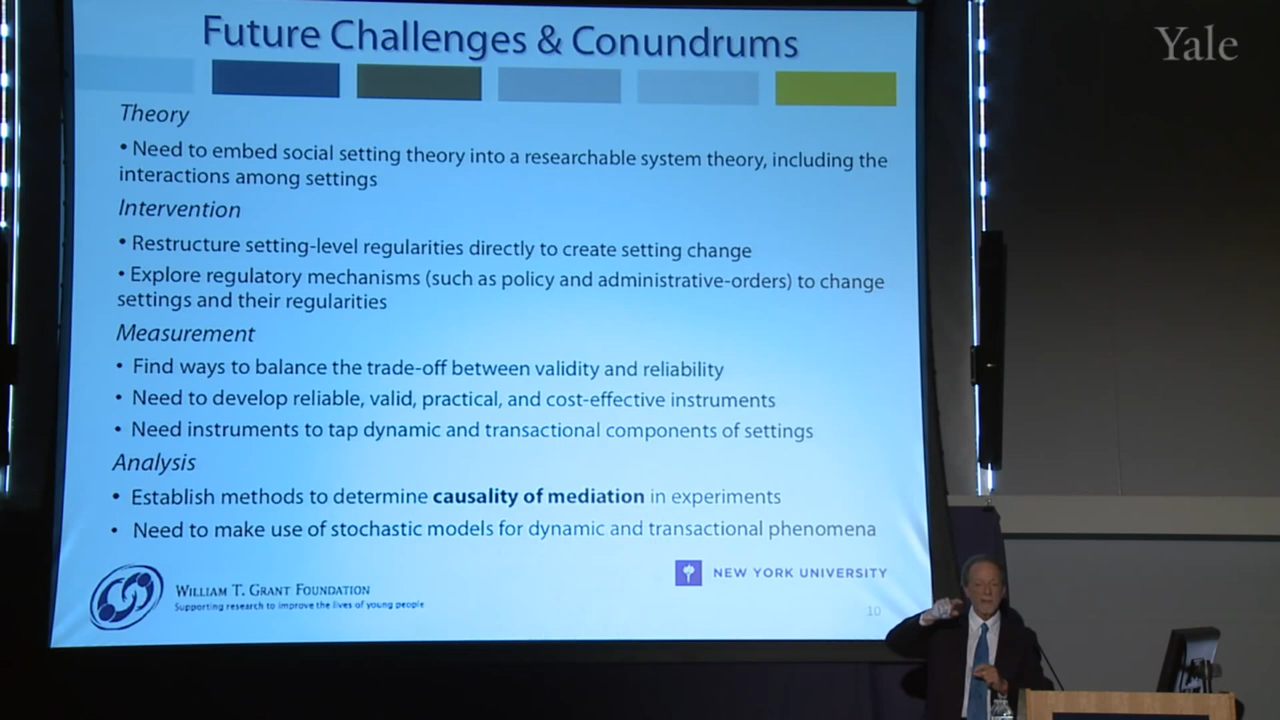 Future Challenges & Conundrums
Yale
Theory
• Need to embed social setting theory into a researchable system theory, including the
interactions among settings
Intervention
• Restructure setting-level regularities directly to create setting change
• Explore regulatory mechanisms (such as policy and administrative-orders) to change
settings and their regularities
Measurement
• Find ways to balance the trade-off between validity and reliability
• Need to develop reliable, valid, practical, and cost-effective instruments
• Need instruments to tap dynamic and transactional components of settings
Analysis
• Establish methods to determine causality of mediation in experiments
• Need to make use of stochastic models for dynamic and transactional phenomena
WILLIAM T. GRANT FOUNDATION
Supporting research to improve the lives of young people
NEW YORK UNIVERSITY
10